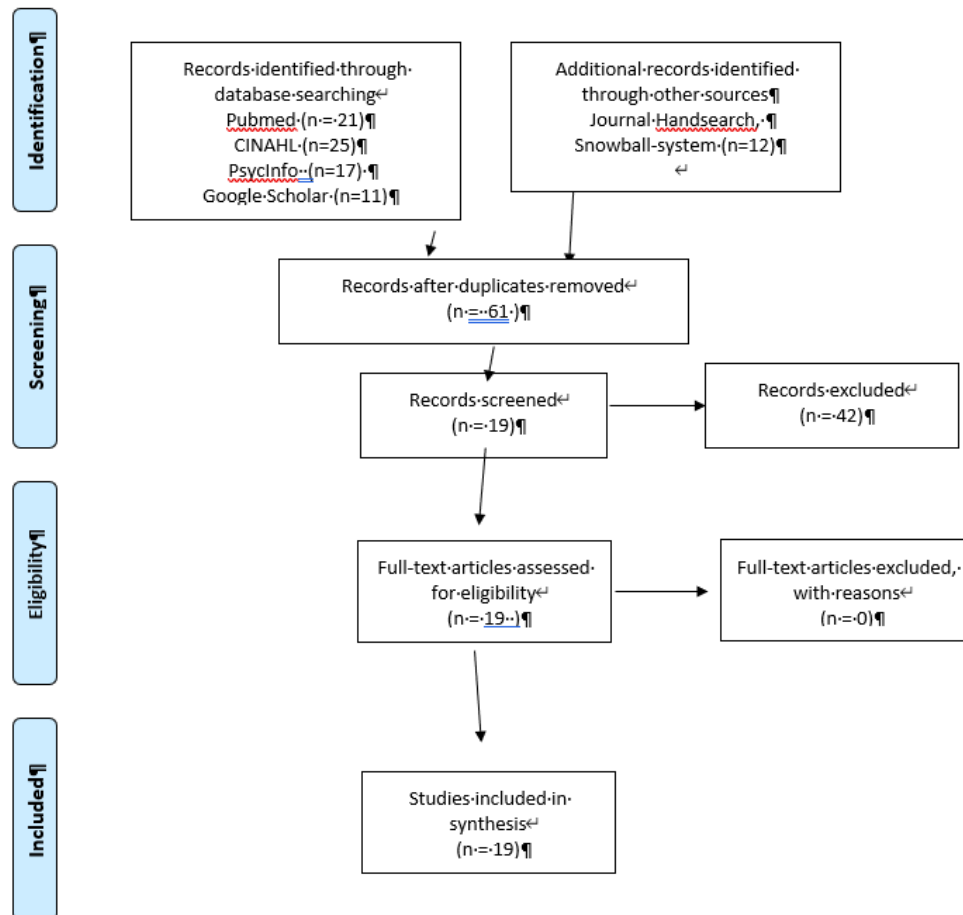 Identification¶
Records·identified·through·
database·searching↵
Pubmed·(n·=·21)¶
CINAHL·(n=25)¶
PsycInfo··(n=17)·¶
Google·Scholar·(n=11)¶
Additional·records·identified·
through·other·sources¶
Journal·Handsearch,·¶
Snowball-system·(n=12)¶
↵
Screening¶
Records·after·duplicates·removed↵
(n·=··61·)¶
Records·screened↵
(n·=·19)¶
Records·excluded↵
(n·=·42)¶
Eligibility¶
Full-text·articles·assessed·
for·eligibility↵
(n·=·19··)¶
Full-text·articles·excluded,·
with·reasons↵
(n·=·0)¶
Included¶
Studies·included·in·
synthesis↵
(n·=·19)¶